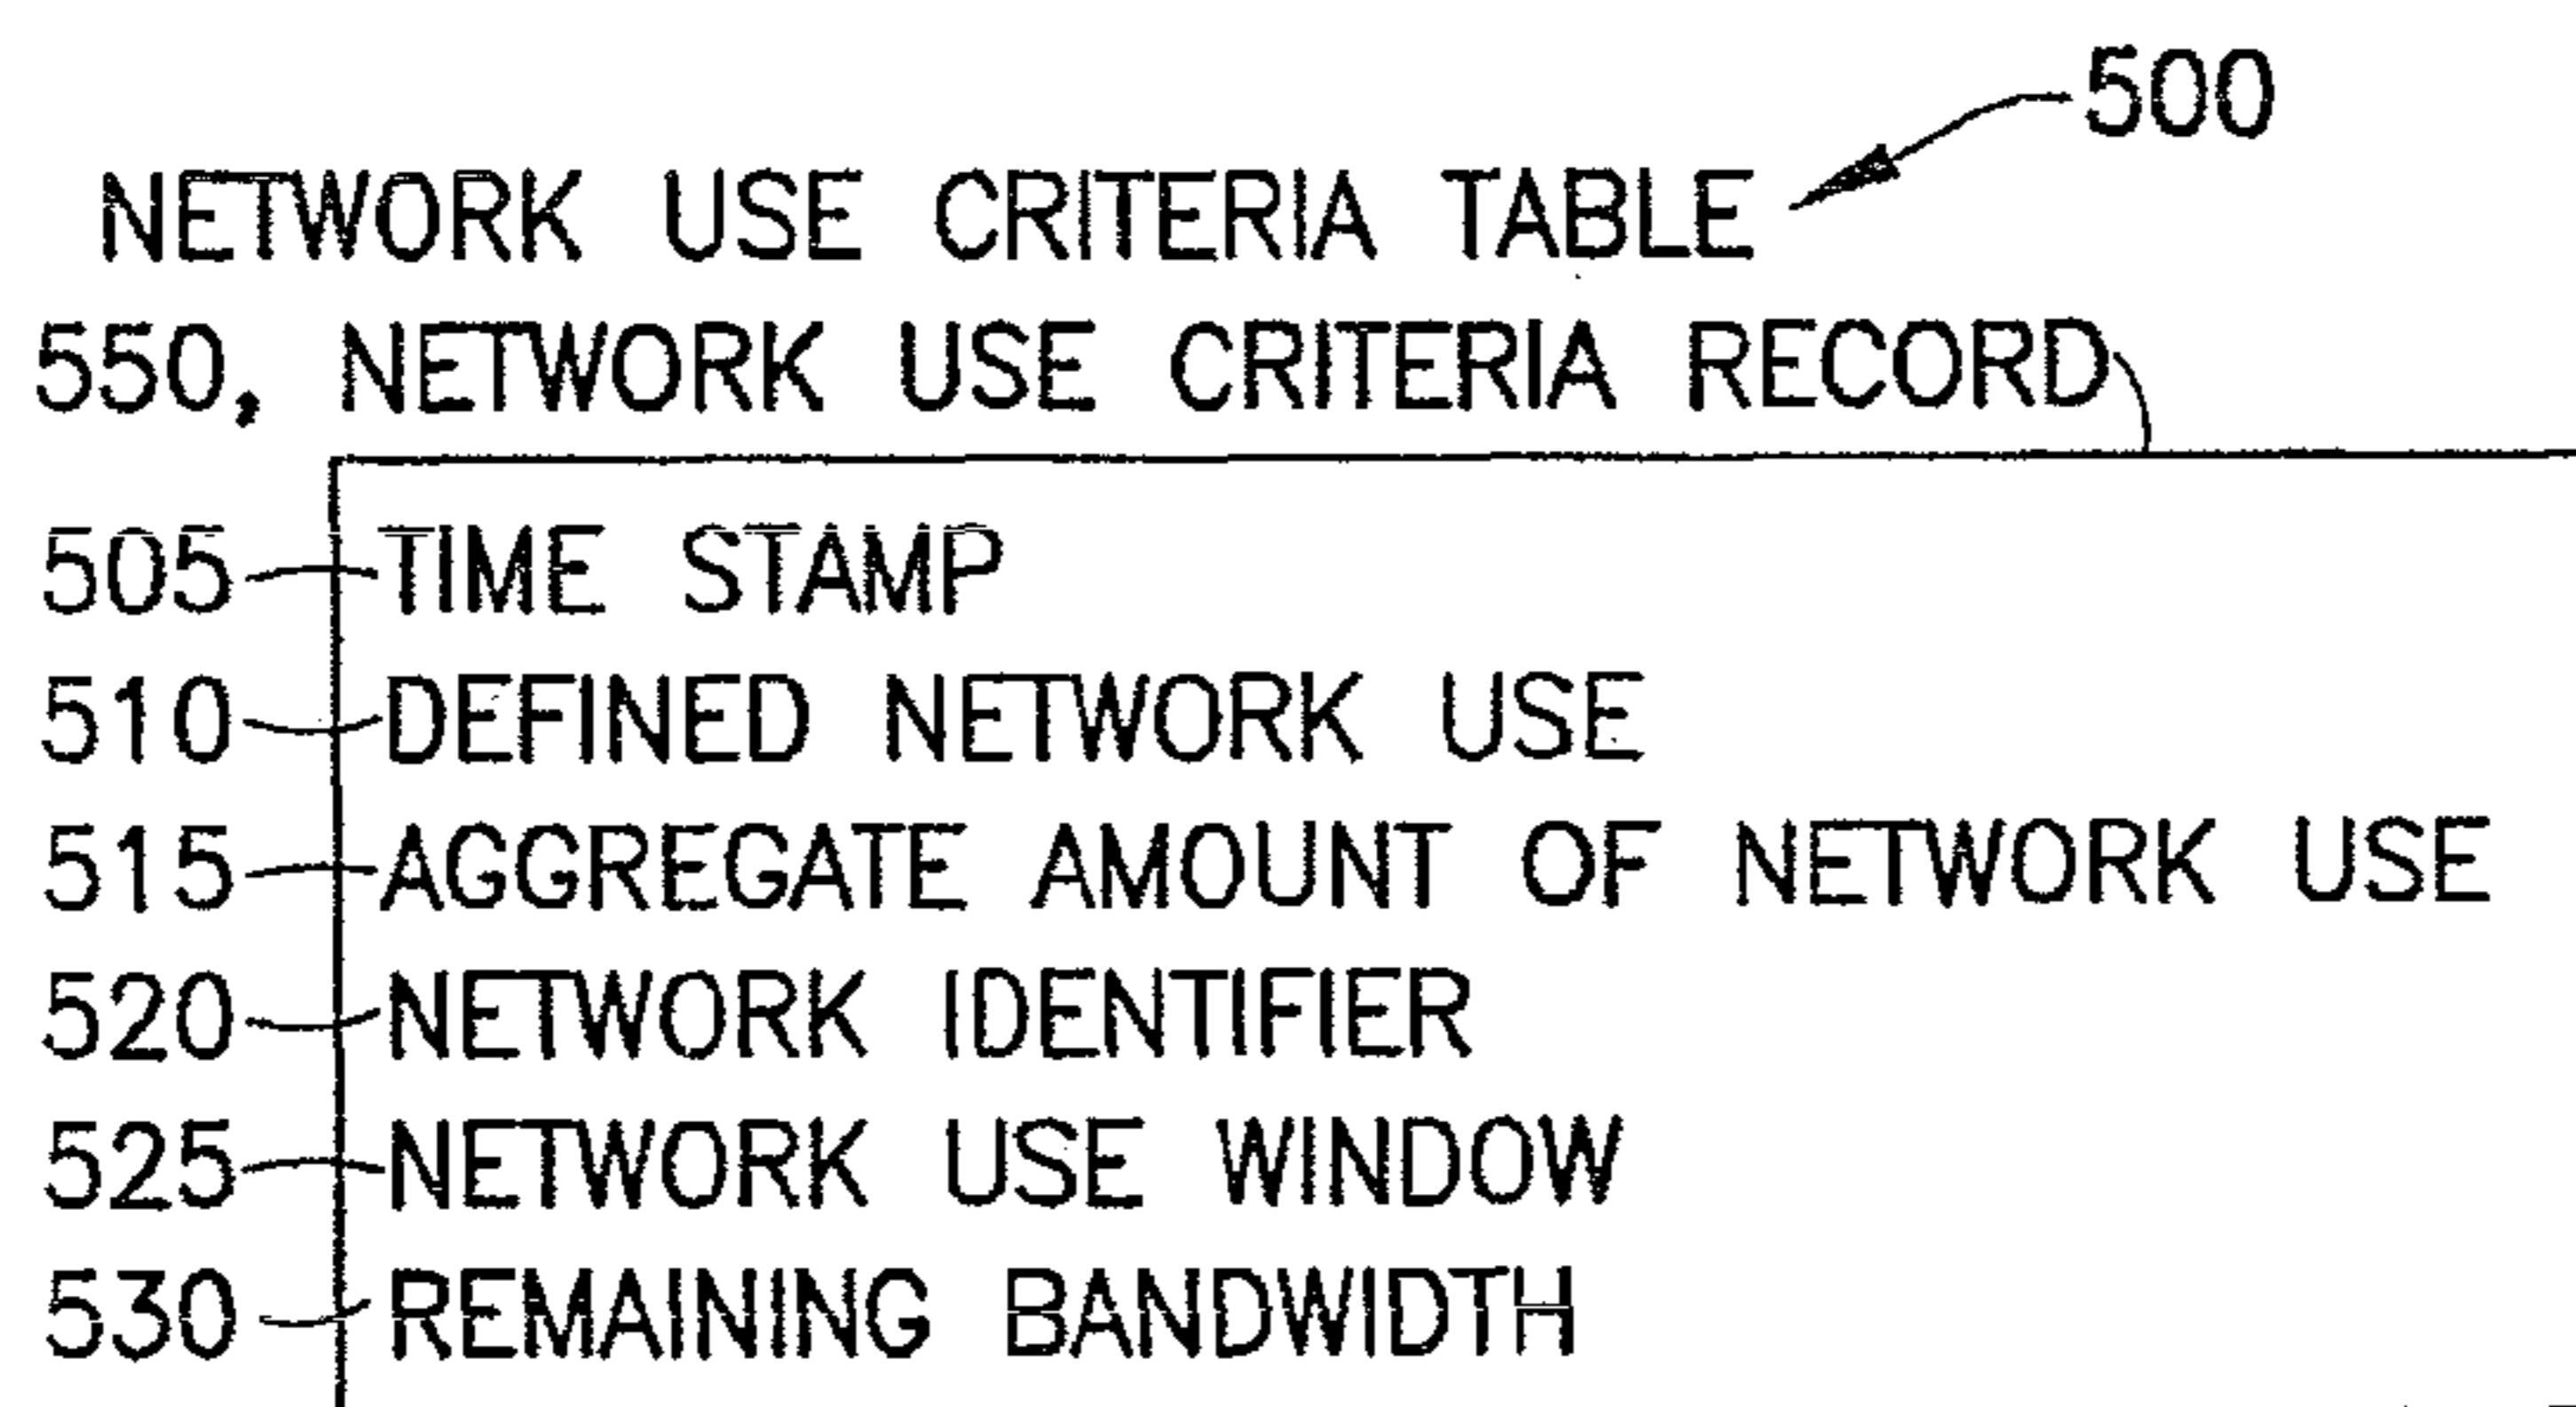 500
NETWORK USE CRITERIA TABLE
550, NETWORK USE CRITERIA RECORD
505 TIME STAMP
510 DEFINED NETWORK USE
515 AGGREGATE AMOUNT OF NETWORK USE
520 NETWORK IDENTIFIER
525 NETWORK USE WINDOW
530 REMAINING BANDWIDTH